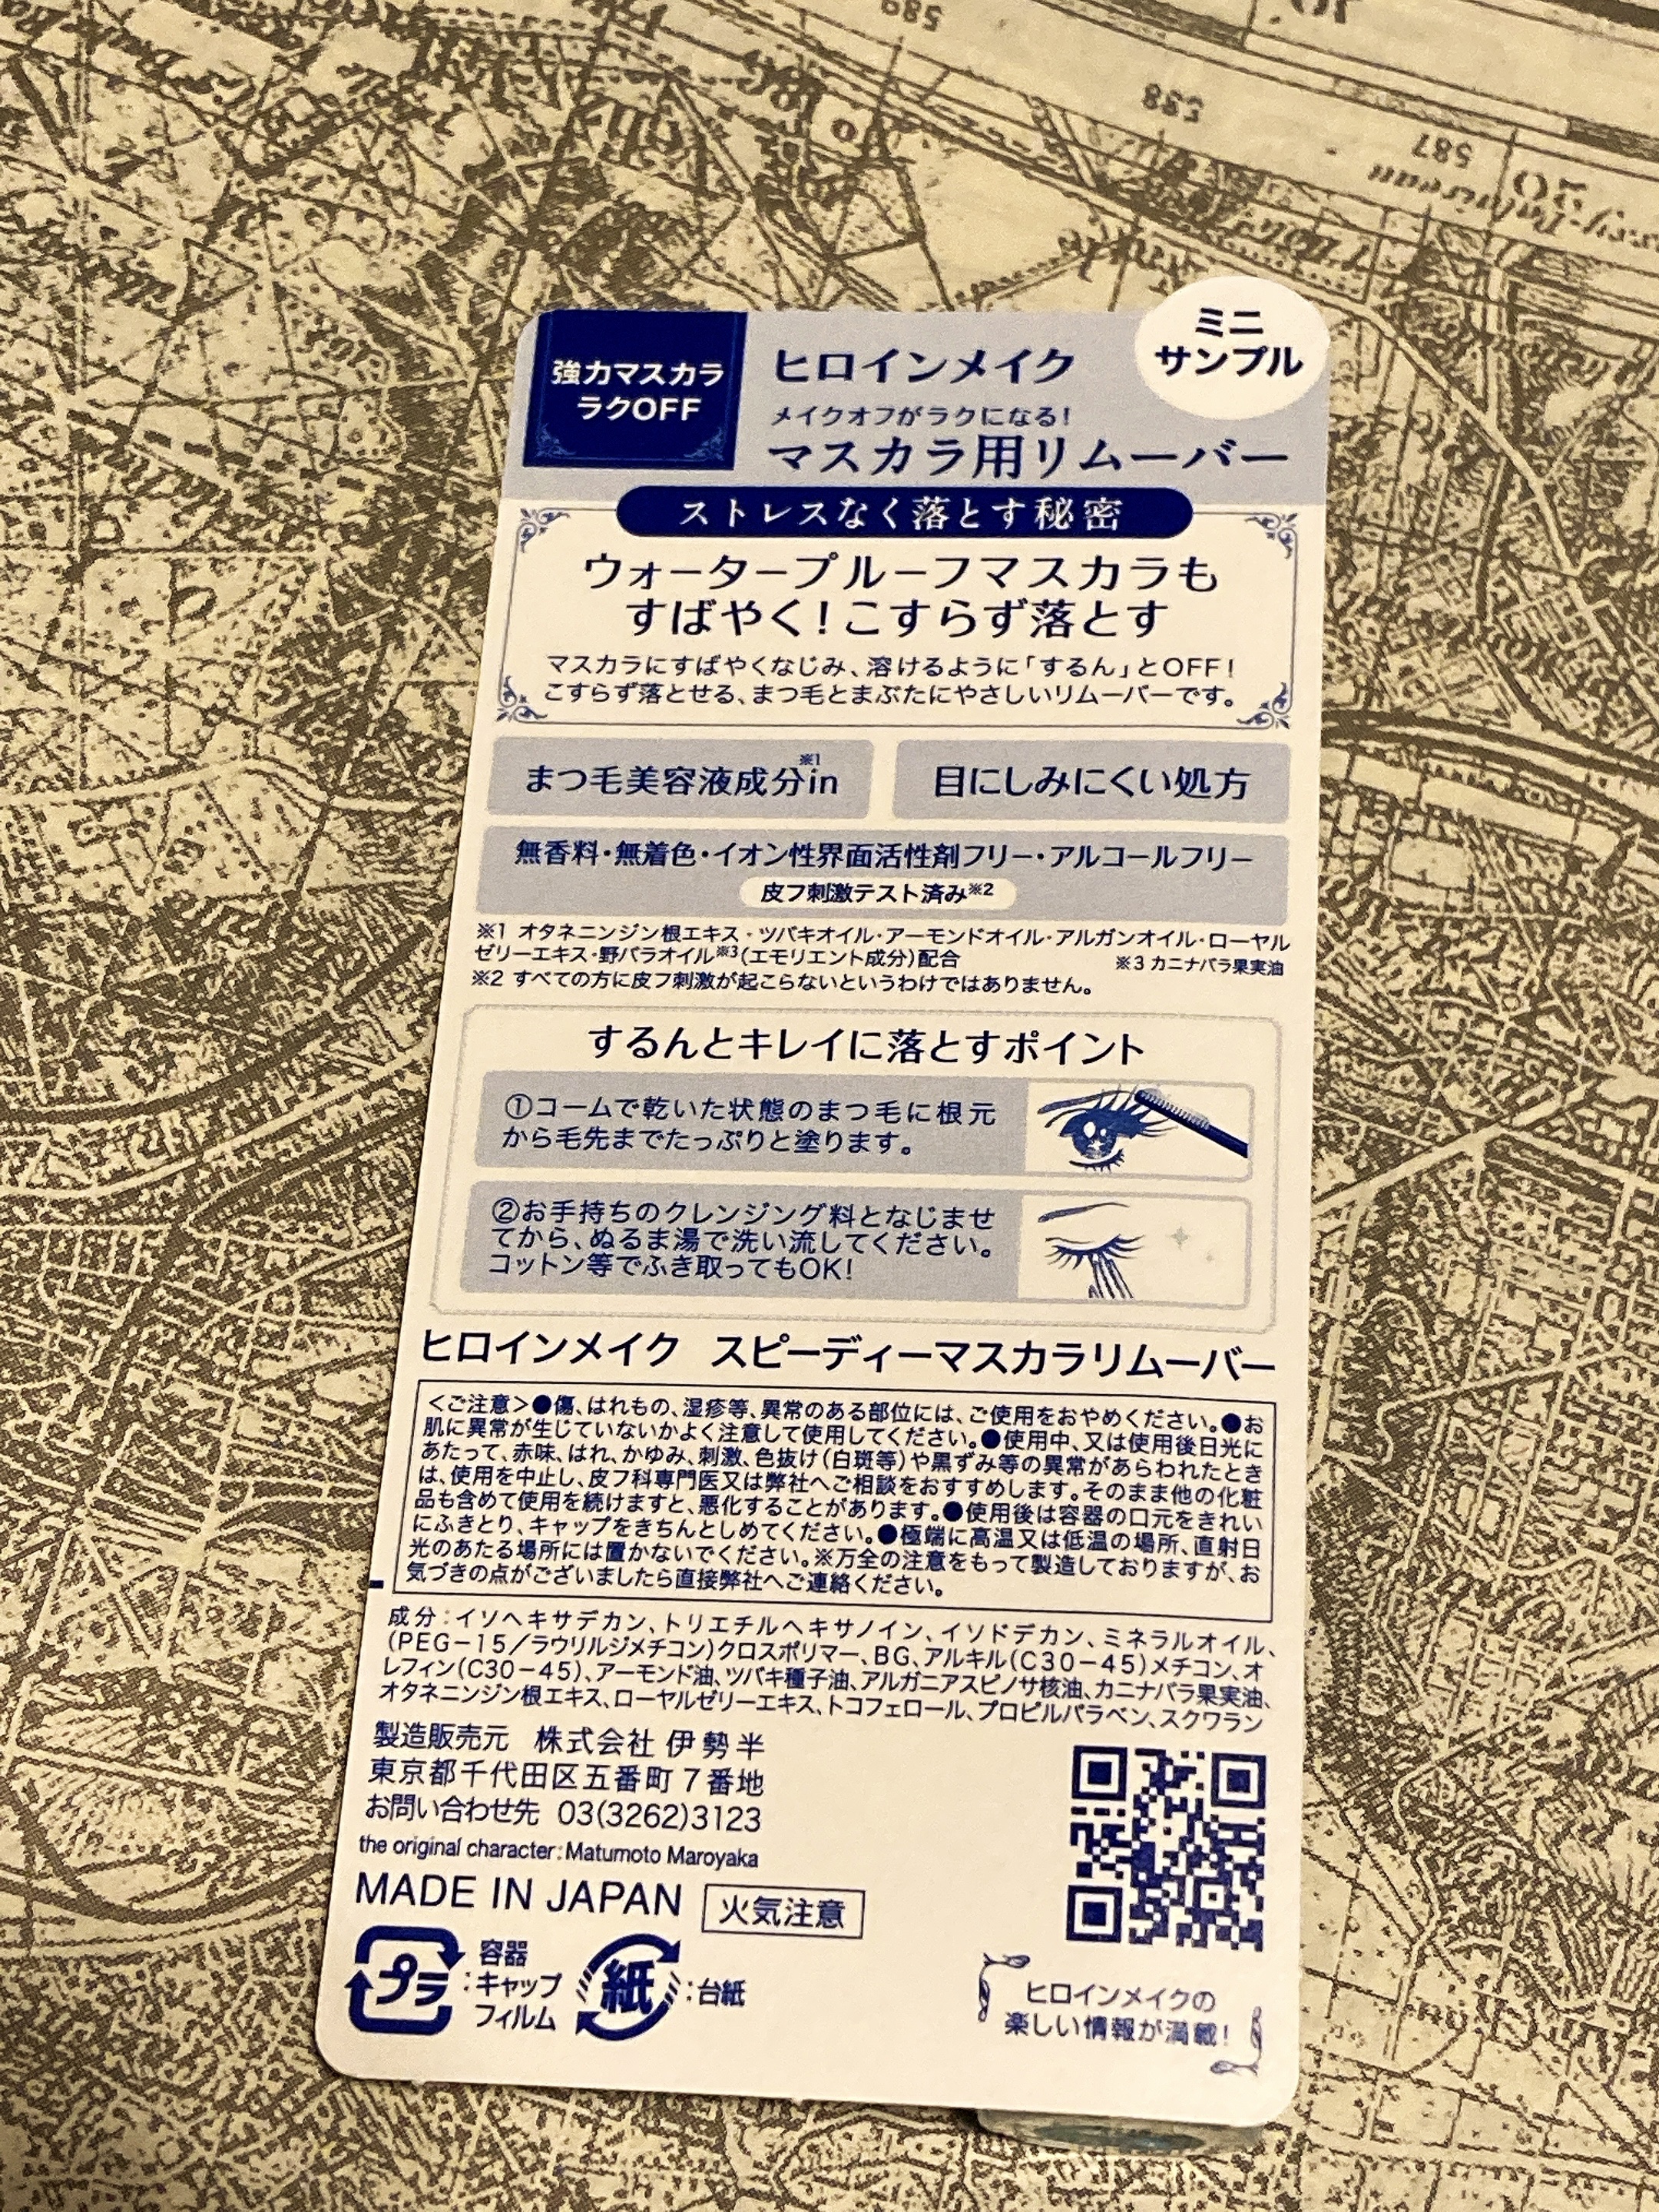 589
588
587
ミニ
サンプル
強力マスカラ
ラクOFF
ヒロインメイク
メイクオフがラクになる!
マスカラ用リムーバー
ストレスなく落とす秘密
ウォータープルーフマスカラも
すばやく!こすらず落とす
マスカラにすばやくなじみ、溶けるように「するん」とOFF!
こすらず落とせる、まつ毛とまぶたにやさしいリムーバーです。
まつ毛美容液成分※1in
目にしみにくい処方
無香料・無着色・イオン性界面活性剤フリー・アルコールフリー
皮フ刺激テスト済み※2
※1 オタネニンジン根エキス・ツバキオイル・アーモンドオイル・アルガンオイル・ローヤル
ゼリーエキス・野バラオイル※3(エモリエント成分)配合 ※3 カニナバラ果実油
※2 すべての方に皮フ刺激が起こらないというわけではありません。
するんとキレイに落とすポイント
①コームで乾いた状態のまつ毛に根元
から毛先までたっぷりと塗ります。
②お手持ちのクレンジング料となじませ
てから、ぬるま湯で洗い流してください。
コットン等でふき取ってもOK!
ヒロインメイク スピーディーマスカラリムーバー
<ご注意>●傷、はれもの、湿疹等、異常のある部位には、ご使用をおやめください。●お
肌に異常が生じていないかよく注意して使用してください。●使用中、又は使用後日光に
あたって、赤味、はれ、かゆみ、刺激、色抜け(白斑等)や黒ずみ等の異常があらわれたとき
は、使用を中止し、皮フ科専門医又は弊社へご相談をおすすめします。そのまま他の化粧
品も含めて使用を続けますと、悪化することがあります。●使用後は容器の口元をきれい
にふきとり、キャップをきちんとしめてください。●極端に高温又は低温の場所、直射日
光のあたる場所には置かないでください。※万全の注意をもって製造しておりますが、お
気づきの点がございましたら直接弊社へご連絡ください。
成分:イソヘキサデカン、トリエチルヘキサノイン、イソドデカン、ミネラルオイル、
(PEG-15/ラウリルジメチコン)クロスポリマー、BG、アルキル(C30-45)メチコン、オ
レフィン(C30-45)、アーモンド油、ツバキ種子油、アルガニアスピノサ核油、カニナバラ果実油、
オタネニンジン根エキス、ローヤルゼリーエキス、トコフェロール、プロピルパラベン、スクワラン
製造販売元 株式会社 伊勢半
東京都千代田区五番町7番地
お問い合わせ先 03(3262)3123
the original character:Matumoto Maroyaka
MADE IN JAPAN 火気注意
プラ
:容器
キャップ
フィルム
紙
:台紙
ヒロインメイクの
楽しい情報が満載!